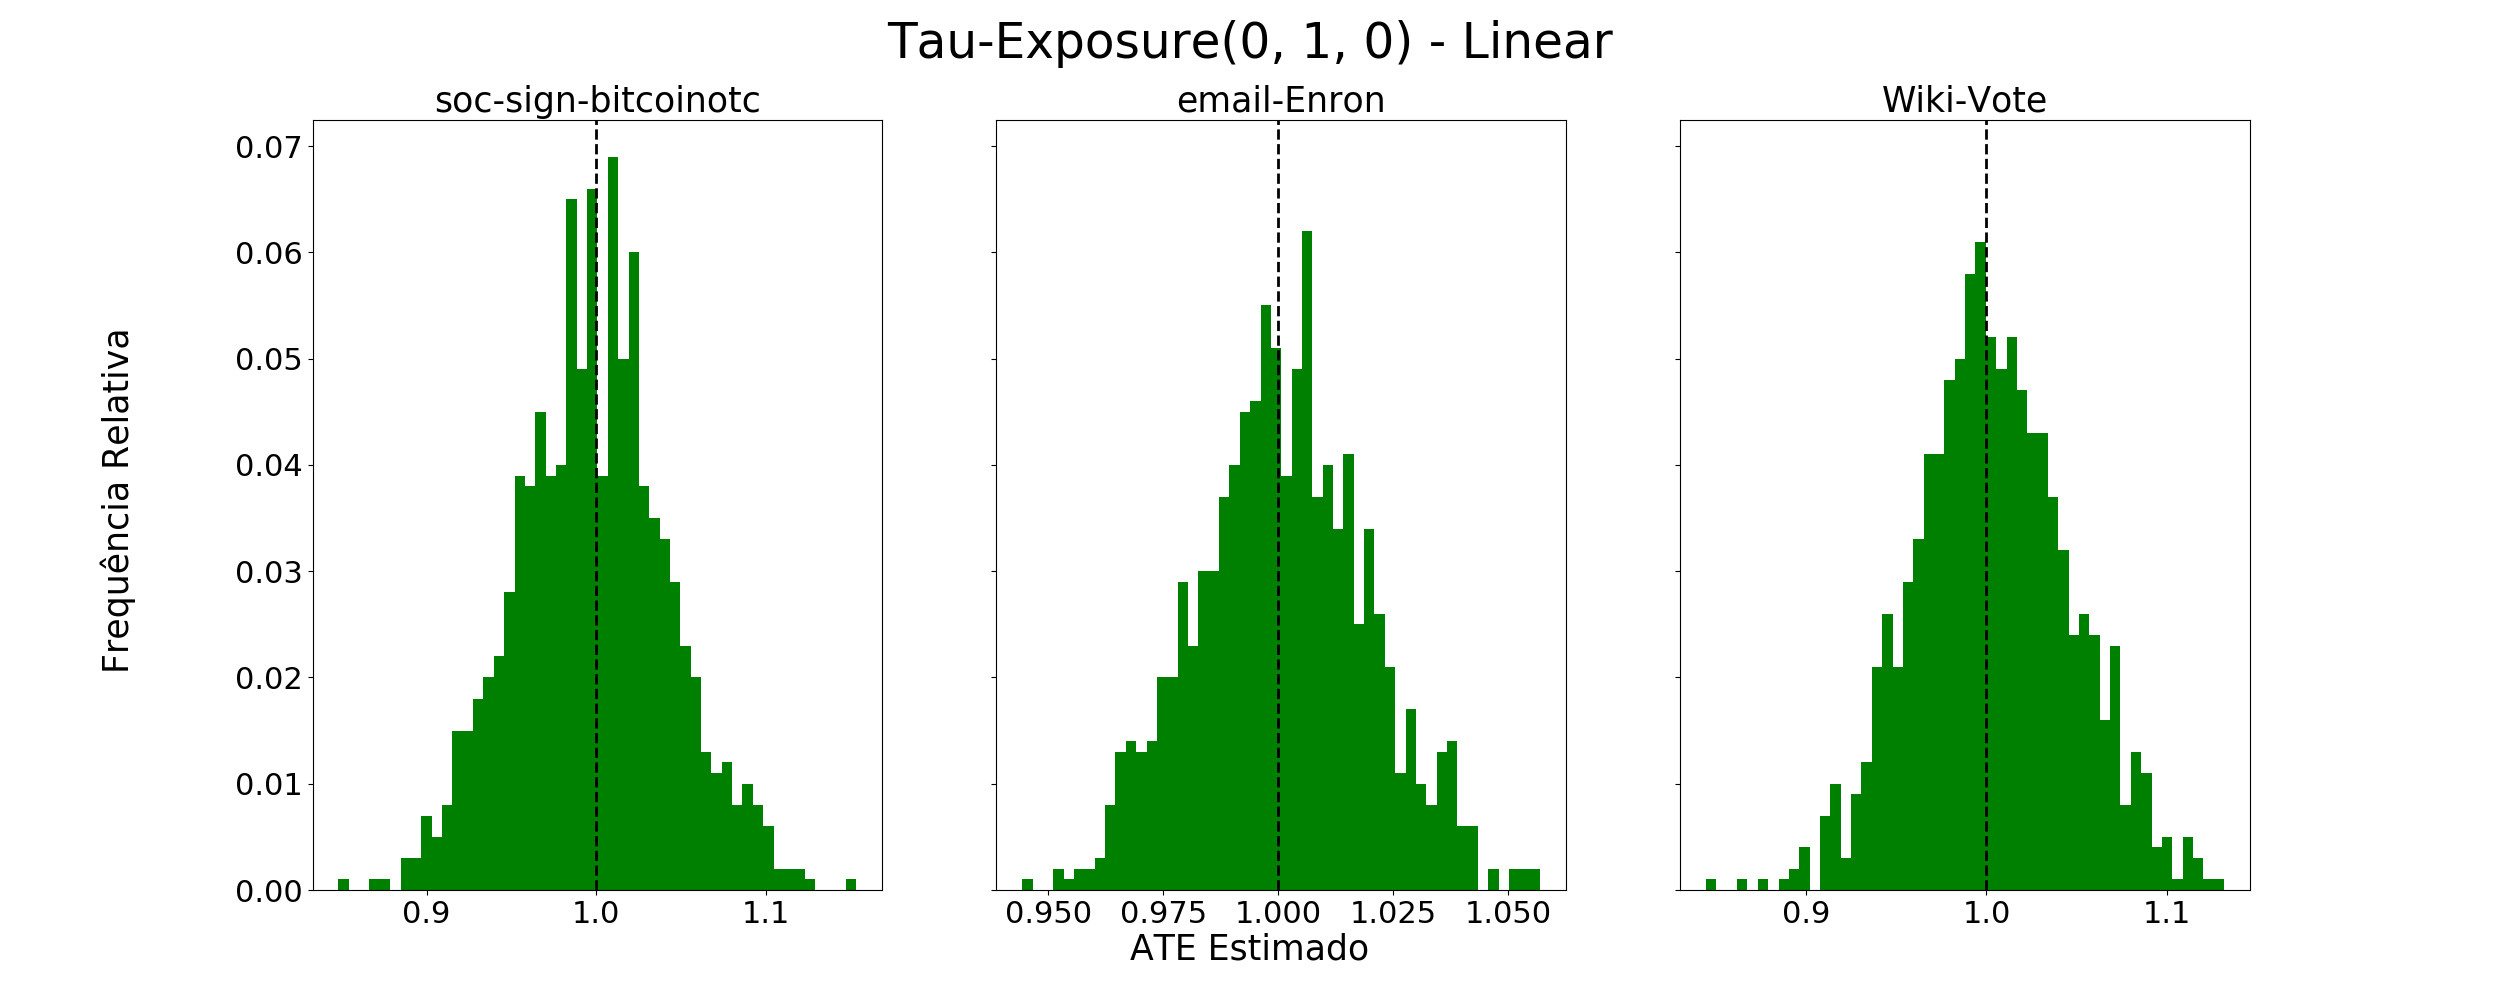 Tau-Exposure(0, 1, 0) - Linear
soc-sign-bitcoinotc
email-Enron
Wiki-Vote
Frequência Relativa
0.07
0.06
0.05
0.04
0.03
0.02
0.01
0.00
0.9 1.0 1.1
0.950 0.975 1.000 1.025 1.050
0.9 1.0 1.1
ATE Estimado